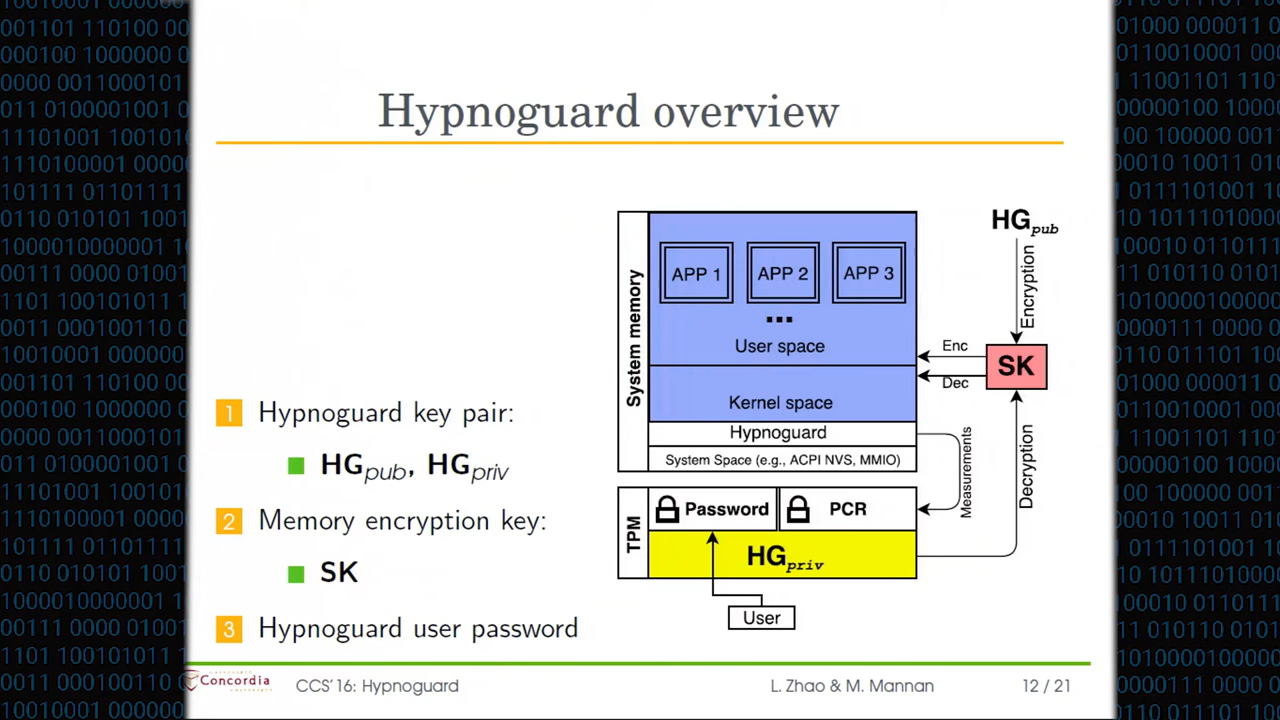 Hypnoguard overview
1 Hypnoguard key pair:
HGpub, HGpriv
2 Memory encryption key:
SK
3 Hypnoguard user password
System memory
APP 1
APP 2
APP 3
...
User space
Kernel space
Hypnoguard
System Space (e.g., ACPI NVS, MMIO)
TPM
Password
PCR
HGpriv
User
HGpub
Encryption
Enc
SK
Dec
Measurements
Decryption
Concordia
CCS'16: Hypnoguard
L. Zhao & M. Mannan
12 / 21